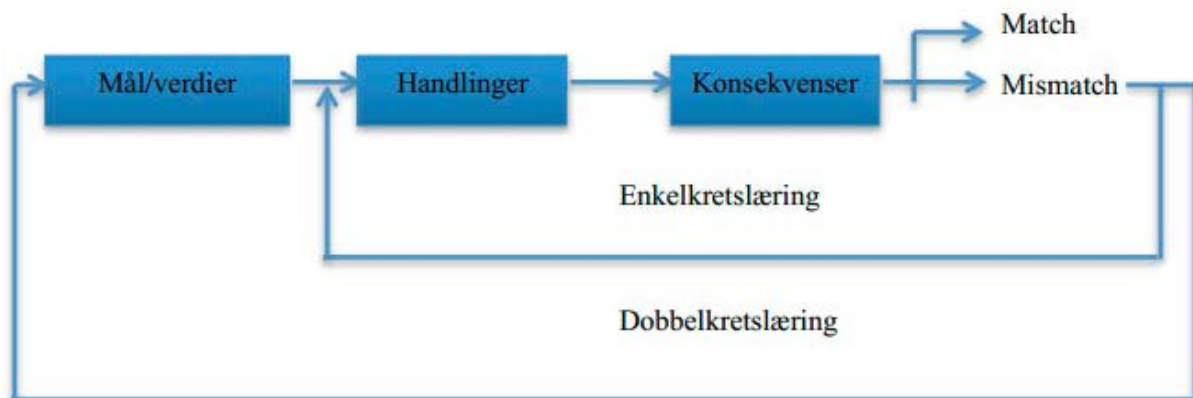 Match
Mål/verdier
Handlinger
Konsekvenser
Mismatch
Enkelkretslæring
Dobbelkretslæring